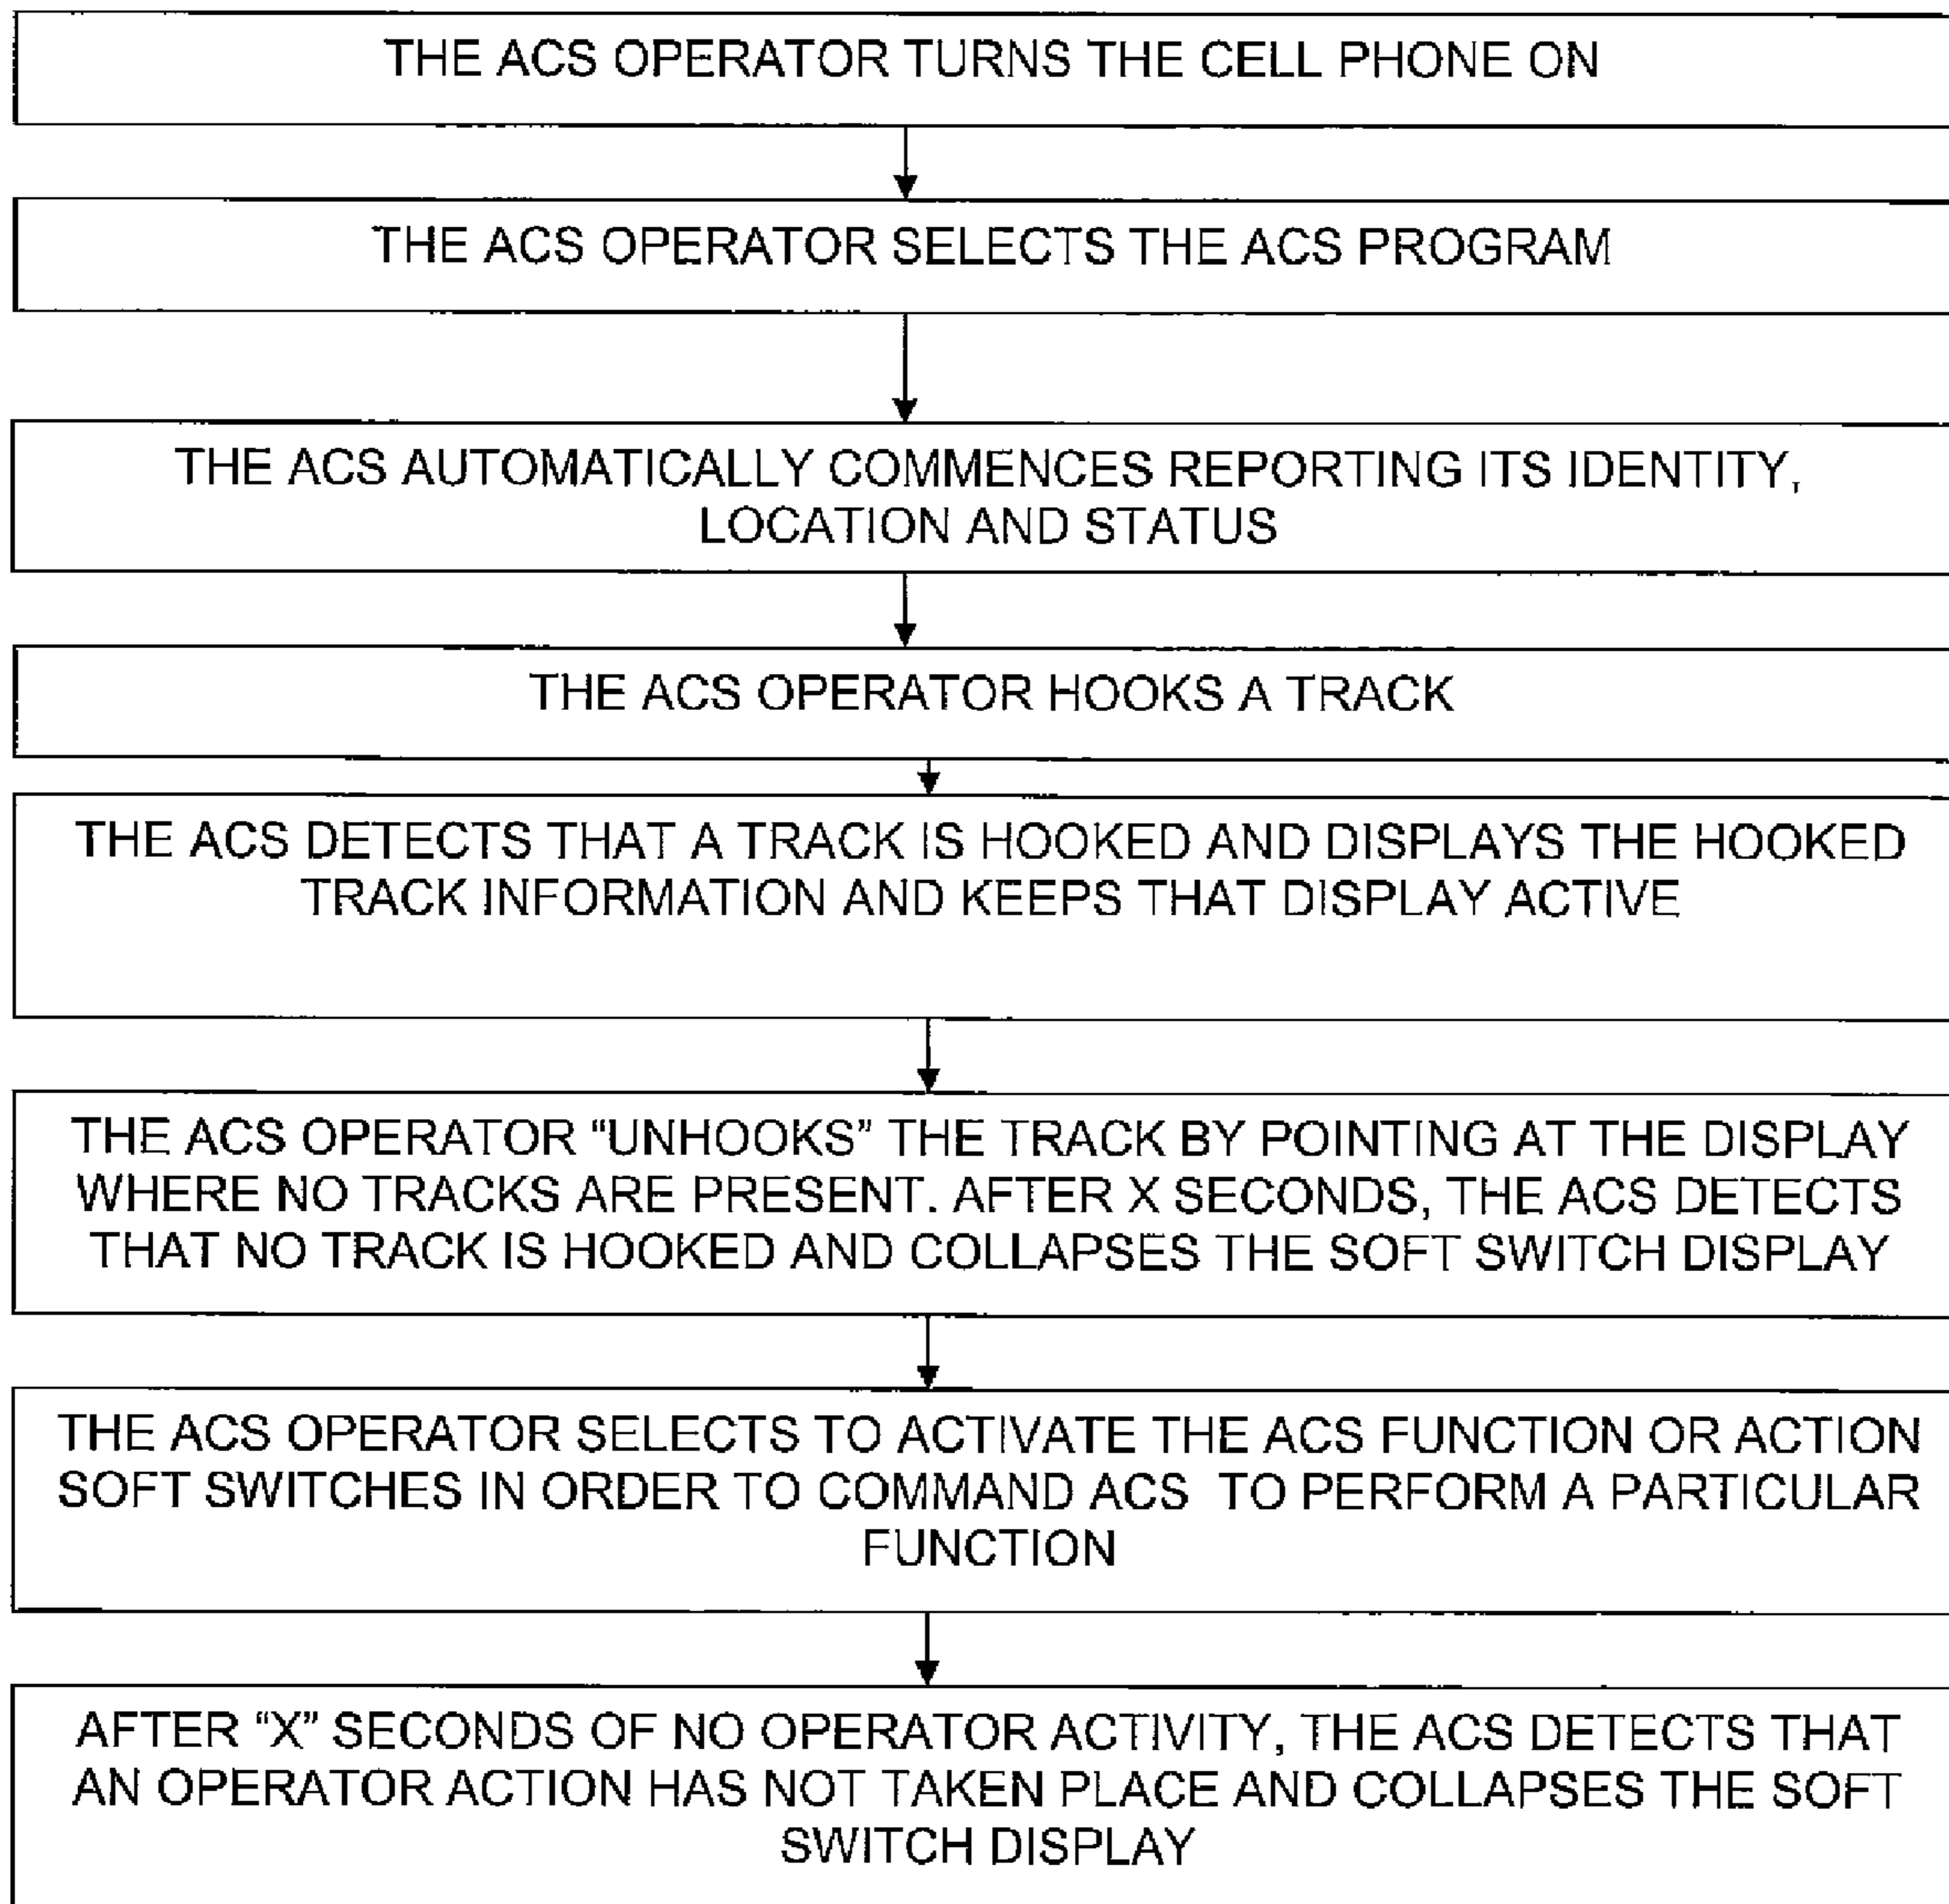 THE ACS OPERATOR TURNS THE CELL PHONE ON
THE ACS OPERATOR SELECTS THE ACS PROGRAM
THE ACS AUTOMATICALLY COMMENCES REPORTING ITS IDENTITY,
LOCATION AND STATUS
THE ACS OPERATOR HOOKS A TRACK
THE ACS DETECTS THAT A TRACK IS HOOKED AND DISPLAYS THE HOOKED
TRACK INFORMATION AND KEEPS THAT DISPLAY ACTIVE
THE ACS OPERATOR “UNHOOKS” THE TRACK BY POINTING AT THE DISPLAY
WHERE NO TRACKS ARE PRESENT. AFTER X SECONDS, THE ACS DETECTS
THAT NO TRACK IS HOOKED AND COLLAPSES THE SOFT SWITCH DISPLAY
THE ACS OPERATOR SELECTS TO ACTIVATE THE ACS FUNCTION OR ACTION
SOFT SWITCHES IN ORDER TO COMMAND ACS TO PERFORM A PARTICULAR
FUNCTION
AFTER “X” SECONDS OF NO OPERATOR ACTIVITY, THE ACS DETECTS THAT
AN OPERATOR ACTION HAS NOT TAKEN PLACE AND COLLAPSES THE SOFT
SWITCH DISPLAY